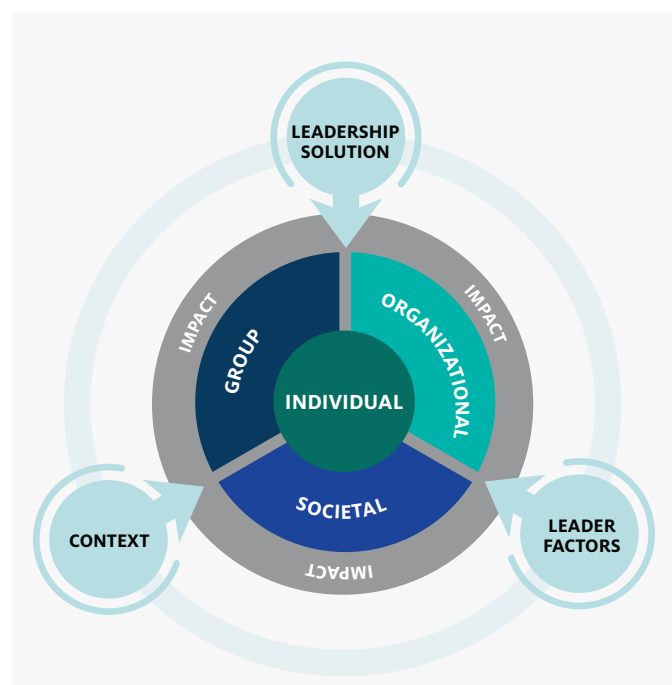 LEADERSHIP
SOLUTION
IMPACT
IMPACT
GROUP
ORGANIZATIONAL
INDIVIDUAL
SOCIETAL
CONTEXT
LEADER
FACTORS
IMPACT